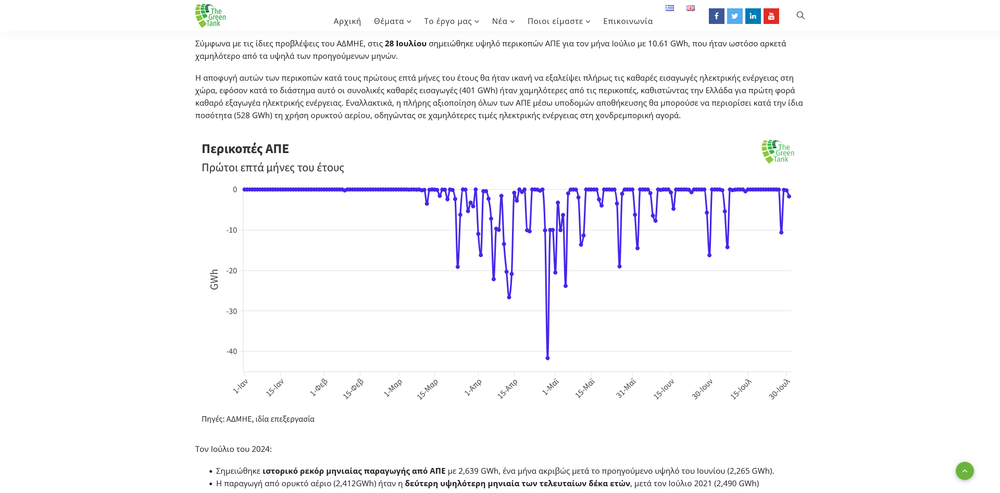 The
Green
Tank
Αρχική Θέματα Το έργο μας Νέα Ποιοι είμαστε Επικοινωνία
Σύμφωνα με τις ίδιες προβλέψεις του ΑΔΜΗΕ, στις 28 Ιουλίου σημειώθηκε υψηλό περικοπών ΑΠΕ για τον μήνα Ιούλιο με 10.61 GWh, που ήταν ωστόσο αρκετά
χαμηλότερο από τα υψηλά των προηγούμενων μηνών.
Η αποφυγή αυτών των περικοπών κατά τους πρώτους επτά μήνες του έτους θα ήταν ικανή να εξαλείψει πλήρως τις καθαρές εισαγωγές ηλεκτρικής ενέργειας στη
χώρα, εφόσον κατά το διάστημα αυτό οι συνολικές καθαρές εισαγωγές (401 GWh) ήταν χαμηλότερες από τις περικοπές, καθιστώντας την Ελλάδα για πρώτη φορά
καθαρό εξαγωγέα ηλεκτρικής ενέργειας. Εναλλακτικά, η πλήρης αξιοποίηση όλων των ΑΠΕ μέσω υποδομών αποθήκευσης θα μπορούσε να περιορίσει κατά την ίδια
ποσότητα (528 GWh) τη χρήση ορυκτού αερίου, οδηγώντας σε χαμηλότερες τιμές ηλεκτρικής ενέργειας στη χονδρεμπορική αγορά.
Περικοπές ΑΠΕ
Πρώτοι επτά μήνες του έτους
The
Green
Tank
0
-10
-20
-30
-40
GWh
1-Ιαν 15-Ιαν 1-Φεβ 15-Φεβ 1-Μαρ 15-Μαρ 1-Απρ 15-Απρ 1-Μαϊ 15-Μαϊ 31-Μαϊ 15-Ιουν 30-Ιουν 15-Ιουλ 30-Ιουλ
Πηγές: ΑΔΜΗΕ, ιδία επεξεργασία
Τον Ιούλιο του 2024:
Σημειώθηκε ιστορικό ρεκόρ μηνιαίας παραγωγής από ΑΠΕ με 2,639 GWh, ένα μήνα ακριβώς μετά το προηγούμενο υψηλό του Ιουνίου (2,265 GWh).
Η παραγωγή από ορυκτό αέριο (2,412GWh) ήταν η δεύτερη υψηλότερη μηνιαία των τελευταίων δέκα ετών, μετά τον Ιούλιο 2021 (2,490 GWh)